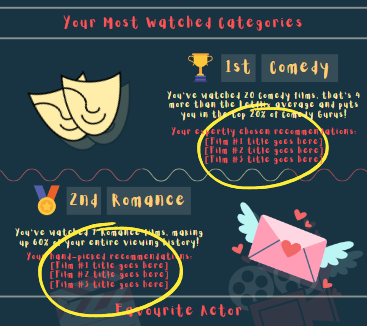 Your Most Watched Categories
1st Comedy
You've watched 20 Comedy films, that's 4
more than the Letflix average and puts
you in the top 20% of Comedy Gurus!
Your expertly chosen recommendations:
[Film #1 title goes here]
[Film #2 title goes here]
[Film #3 title goes here]
2nd Romance
You've watched 7 Romance films, making
up 60% of your entire viewing history!
Your hand-picked recommendations:
[Film #1 title goes here]
[Film #2 title goes here]
[Film #3 title goes here]
Favourite Actor